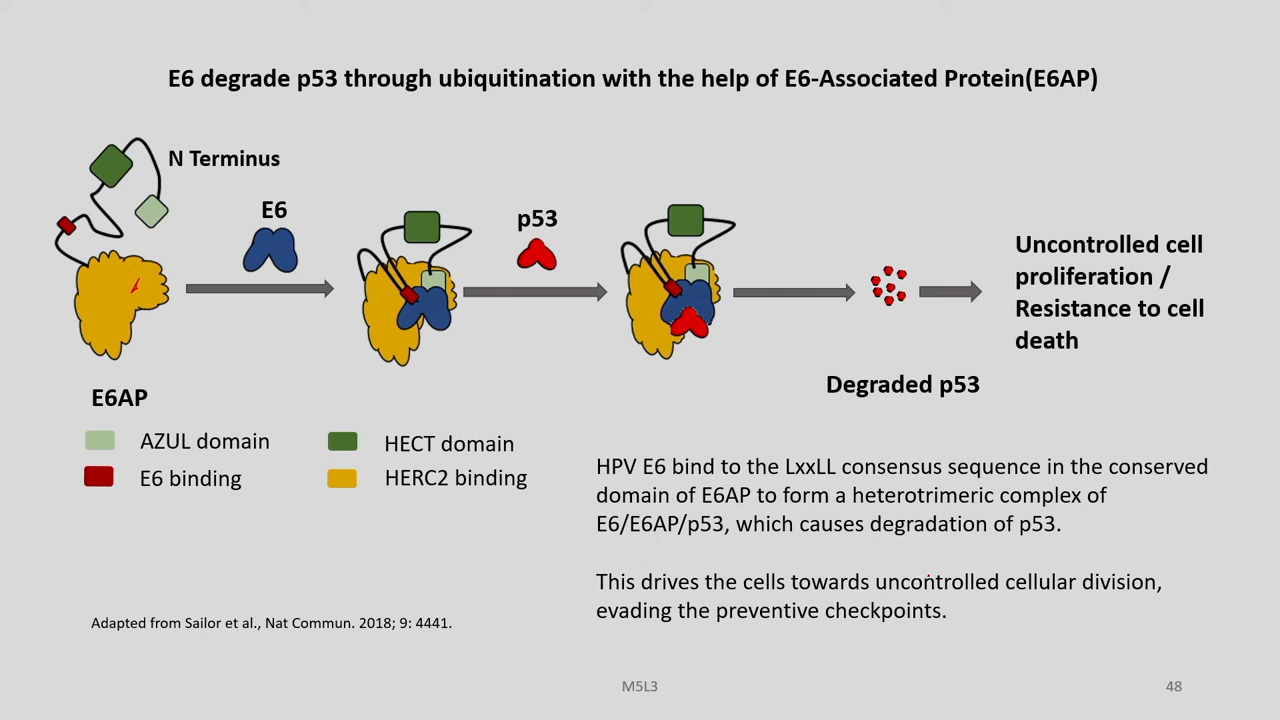 E6 degrade p53 through ubiquitination with the help of E6-Associated Protein(E6AP)
N Terminus
E6
p53
Uncontrolled cell
proliferation /
Resistance to cell
death
Degraded p53
E6AP
AZUL domain
HECT domain
E6 binding
HERC2 binding
HPV E6 bind to the LxxLL consensus sequence in the conserved
domain of E6AP to form a heterotrimeric complex of
E6/E6AP/p53, which causes degradation of p53.
This drives the cells towards uncontrolled cellular division,
evading the preventive checkpoints.
Adapted from Sailor et al., Nat Commun. 2018; 9: 4441.
M5L3
48